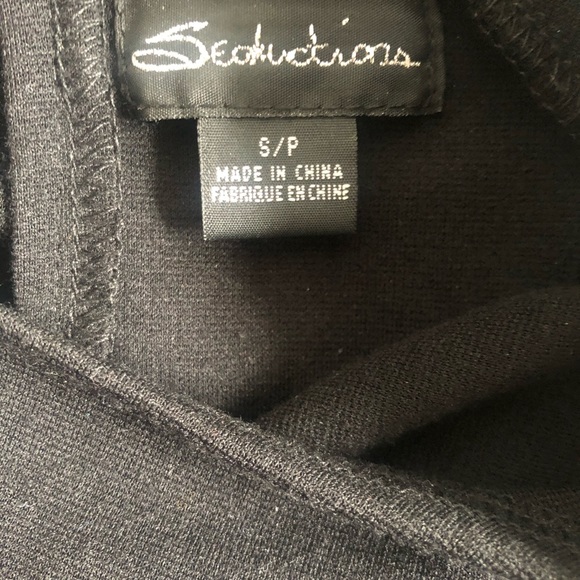 Seductions
S/P
MADE IN CHINA
FABRIQUE EN CHINE